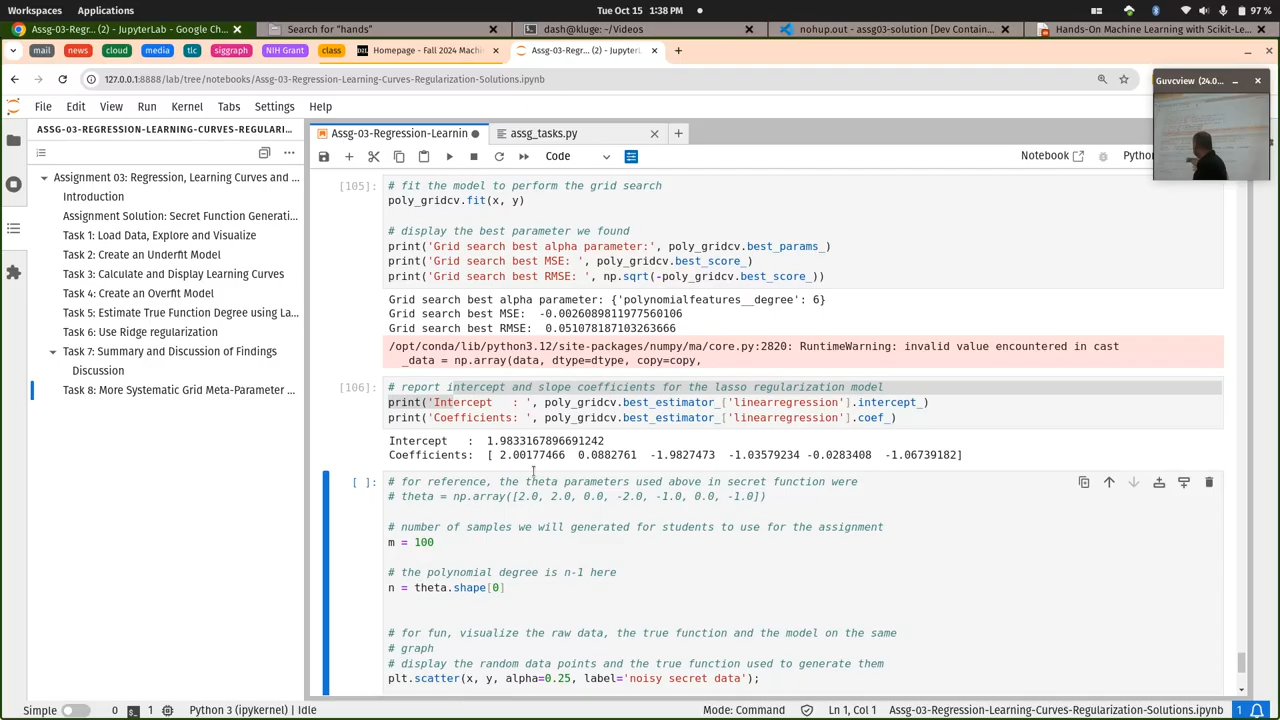 Workspaces
Applications
Tue Oct 15 1:38 PM
97 %
Assg-03-Regr... (2) - JupyterLab - Google Ch...
Search for "hands"
dash@kluge: ~/Videos
nohup.out - assg03-solution [Dev Contain...
Hands-On Machine Learning with Scikit-Le...
mail
news
cloud
media
tlc
siggraph
NIH Grant
class
Homepage - Fall 2024 Machi
Assg-03-Regr... (2) - JupyterL
127.0.0.1:8888/lab/tree/notebooks/Assg-03-Regression-Learning-Curves-Regularization-Solutions.ipynb
Guvcview (24.0...
File
Edit
View
Run
Kernel
Tabs
Settings
Help
ASSG-03-REGRESSION-LEARNING-CURVES-REGULARI...
Assg-03-Regression-Learnin
assg_tasks.py
Code
Notebook
Python
Assignment 03: Regression, Learning Curves and ...
Introduction
Assignment Solution: Secret Function Generati...
Task 1: Load Data, Explore and Visualize
Task 2: Create an Underfit Model
Task 3: Calculate and Display Learning Curves
Task 4: Create an Overfit Model
Task 5: Estimate True Function Degree using La...
Task 6: Use Ridge regularization
Task 7: Summary and Discussion of Findings
Discussion
Task 8: More Systematic Grid Meta-Parameter ...
[105]:
# fit the model to perform the grid search
poly_gridcv.fit(x, y)
# display the best parameter we found
print('Grid search best alpha parameter:', poly_gridcv.best_params_)
print('Grid search best MSE: ', poly_gridcv.best_score_)
print('Grid search best RMSE: ', np.sqrt(-poly_gridcv.best_score_))
Grid search best alpha parameter: {'polynomialfeatures__degree': 6}
Grid search best MSE:  -0.0026089811977560106
Grid search best RMSE:  0.051078187103263666
/opt/conda/lib/python3.12/site-packages/numpy/ma/core.py:2820: RuntimeWarning: invalid value encountered in cast
_data = np.array(data, dtype=dtype, copy=copy,
[106]:
# report intercept and slope coefficients for the lasso regularization model
print('Intercept   : ', poly_gridcv.best_estimator_['linearregression'].intercept_)
print('Coefficients: ', poly_gridcv.best_estimator_['linearregression'].coef_)
Intercept   :  1.9833167896691242
Coefficients:  [ 2.00177466  0.0882761  -1.9827473  -1.03579234 -0.0283408  -1.06739182]
[ ]:
# for reference, the theta parameters used above in secret function were
# theta = np.array([2.0, 2.0, 0.0, -2.0, -1.0, 0.0, -1.0])
# number of samples we will generated for students to use for the assignment
m = 100
# the polynomial degree is n-1 here
n = theta.shape[0]
# for fun, visualize the raw data, the true function and the model on the same
# graph
# display the random data points and the true function used to generate them
plt.scatter(x, y, alpha=0.25, label='noisy secret data');
Simple
0
1
Python 3 (ipykernel) | Idle
Mode: Command
Ln 1, Col 1
Assg-03-Regression-Learning-Curves-Regularization-Solutions.ipynb
1